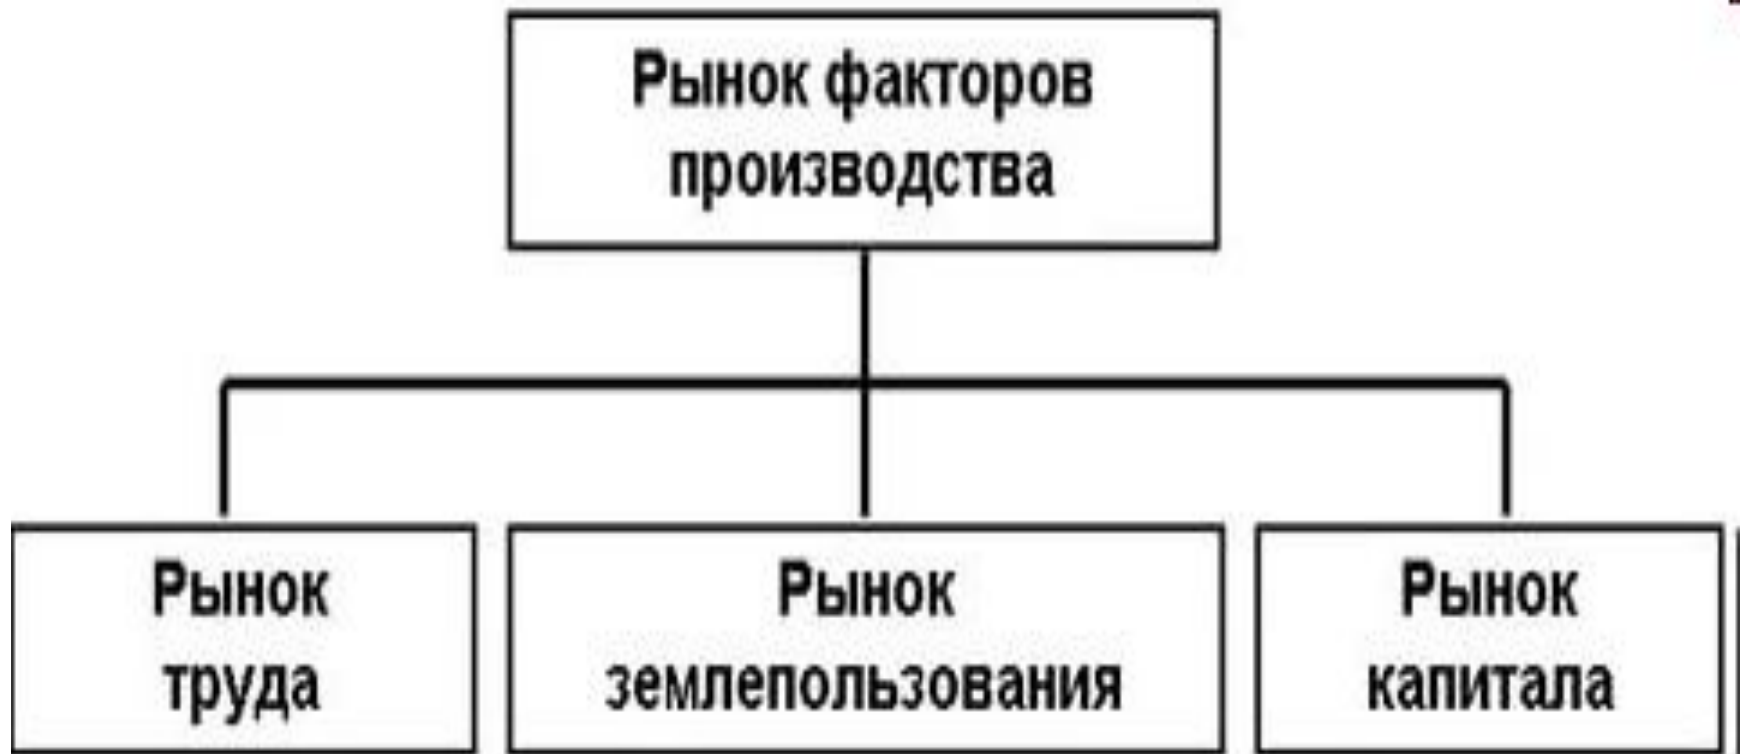 Рынок факторов
производства
Рынок
труда
Рынок
землепользования
Рынок
капитала